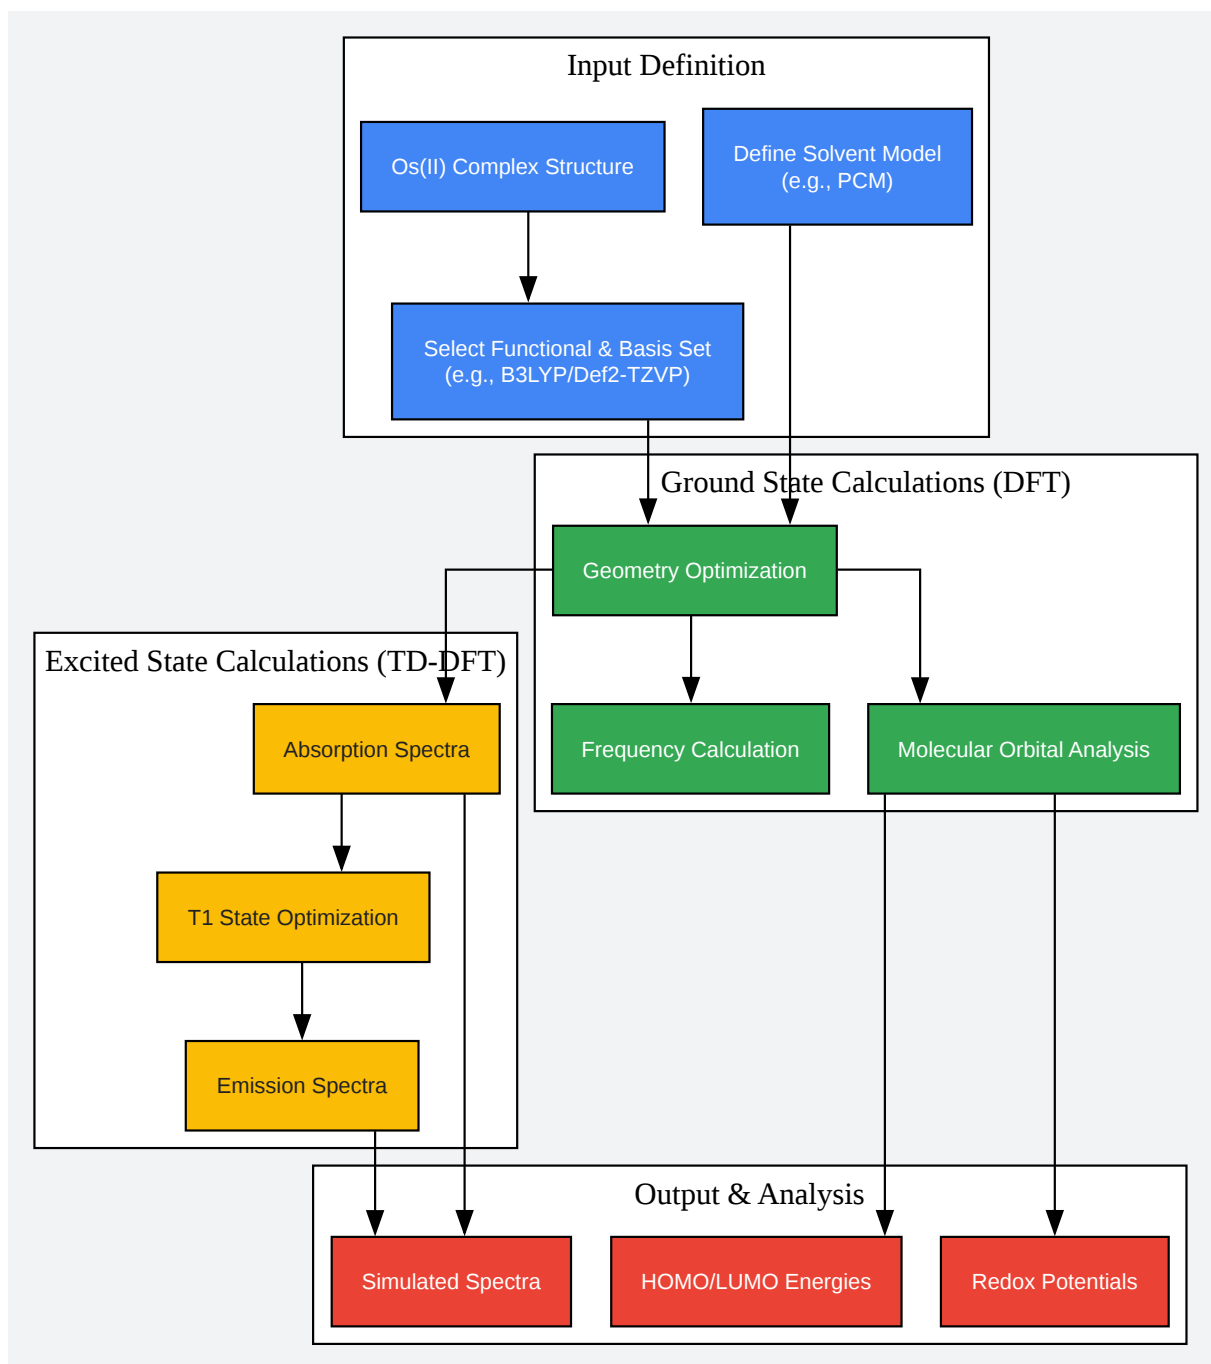 Input Definition
Os(II) Complex Structure
Define Solvent Model
(e.g., PCM)
Select Functional & Basis Set
(e.g., B3LYP/Def2-TZVP)
Ground State Calculations (DFT)
Geometry Optimization
Frequency Calculation
Molecular Orbital Analysis
Excited State Calculations (TD-DFT)
Absorption Spectra
T1 State Optimization
Emission Spectra
Output & Analysis
Simulated Spectra
HOMO/LUMO Energies
Redox Potentials